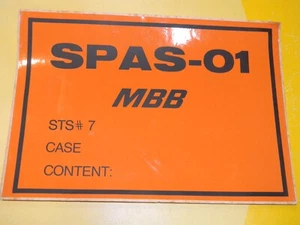 SPAS-01
MBB
STS# 7
CASE
CONTENT: